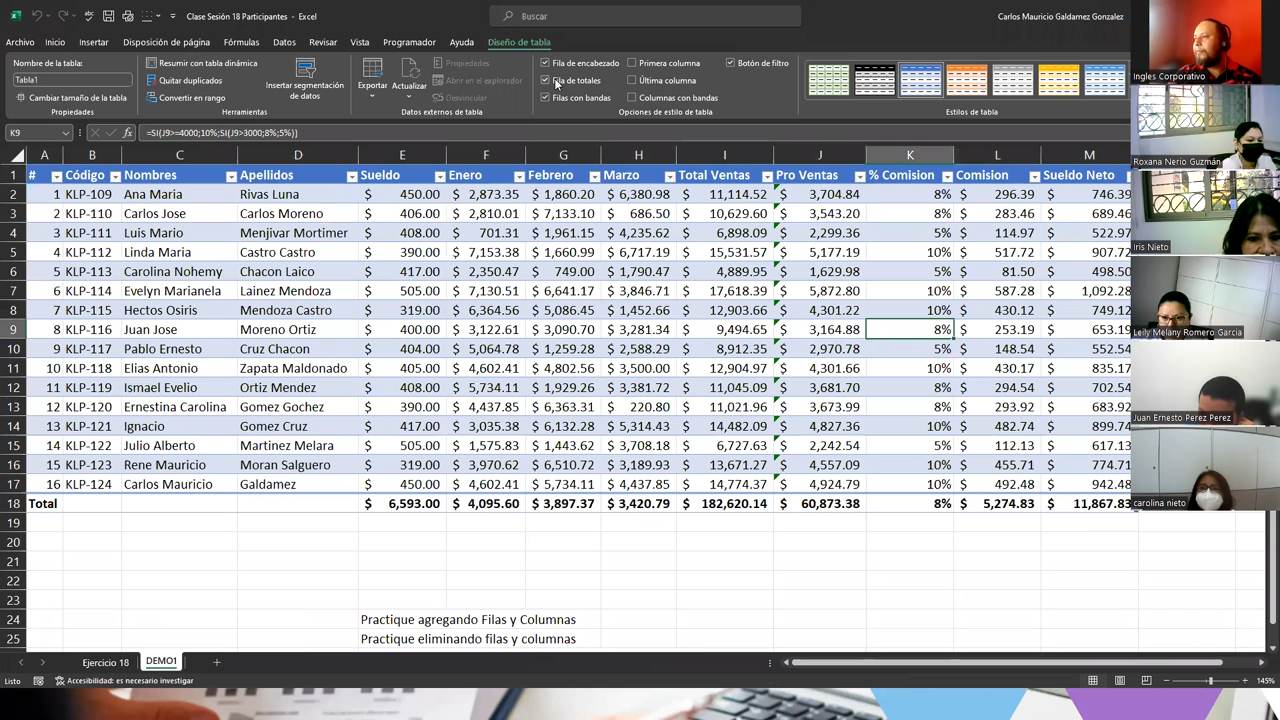 Clase Sesión 18 Participantes - Excel
Buscar
Carlos Mauricio Galdamez Gonzalez
Archivo Inicio Insertar Disposición de página Fórmulas Datos Revisar Vista Programador Ayuda Diseño de tabla
Nombre de la tabla:
Tabla1
Cambiar tamaño de la tabla
Propiedades
Resumir con tabla dinámica
Quitar duplicados
Convertir en rango
Insertar segmentación de datos
Herramientas
Exportar Actualizar
Propiedades
Abrir en el explorador
Desvincular
Datos externos de tabla
Fila de encabezado Primera columna Botón de filtro
Fila de totales Última columna
Filas con bandas Columnas con bandas
Opciones de estilo de tabla
Estilos de tabla
K9 fx =SI(J9>=4000;10%;SI(J9>3000;8%;5%))
A B C D E F G H I J K L M
1 # Código Nombres Apellidos Sueldo Enero Febrero Marzo Total Ventas Pro Ventas % Comision Comision Sueldo Neto
2 1 KLP-109 Ana Maria Rivas Luna $ 450.00 $ 2,873.35 $ 1,860.20 $ 6,380.98 $ 11,114.52 $ 3,704.84 8% $ 296.39 $ 746.39
3 2 KLP-110 Carlos Jose Carlos Moreno $ 406.00 $ 2,810.01 $ 7,133.10 $ 686.50 $ 10,629.60 $ 3,543.20 8% $ 283.46 $ 689.46
4 3 KLP-111 Luis Mario Menjivar Mortimer $ 408.00 $ 701.31 $ 1,961.15 $ 4,235.62 $ 6,898.09 $ 2,299.36 5% $ 114.97 $ 522.97
5 4 KLP-112 Linda Maria Castro Castro $ 390.00 $ 7,153.38 $ 1,660.99 $ 6,717.19 $ 15,531.57 $ 5,177.19 10% $ 517.72 $ 907.72
6 5 KLP-113 Carolina Nohemy Chacon Laico $ 417.00 $ 2,350.47 $ 749.00 $ 1,790.47 $ 4,889.95 $ 1,629.98 5% $ 81.50 $ 498.50
7 6 KLP-114 Evelyn Marianela Lainez Mendoza $ 505.00 $ 7,130.51 $ 6,641.17 $ 3,846.71 $ 17,618.39 $ 5,872.80 10% $ 587.28 $ 1,092.28
8 7 KLP-115 Hectos Osiris Mendoza Castro $ 319.00 $ 6,364.56 $ 5,086.45 $ 1,452.66 $ 12,903.66 $ 4,301.22 10% $ 430.12 $ 749.12
9 8 KLP-116 Juan Jose Moreno Ortiz $ 400.00 $ 3,122.61 $ 3,090.70 $ 3,281.34 $ 9,494.65 $ 3,164.88 8% $ 253.19 $ 653.19
10 9 KLP-117 Pablo Ernesto Cruz Chacon $ 404.00 $ 5,064.78 $ 1,259.28 $ 2,588.29 $ 8,912.35 $ 2,970.78 5% $ 148.54 $ 552.54
11 10 KLP-118 Elias Antonio Zapata Maldonado $ 405.00 $ 4,602.41 $ 4,802.56 $ 3,500.00 $ 12,904.97 $ 4,301.66 10% $ 430.17 $ 835.17
12 11 KLP-119 Ismael Evelio Ortiz Mendez $ 408.00 $ 5,734.11 $ 1,929.26 $ 3,381.72 $ 11,045.09 $ 3,681.70 8% $ 294.54 $ 702.54
13 12 KLP-120 Ernestina Carolina Gomez Gochez $ 390.00 $ 4,437.85 $ 6,363.31 $ 220.80 $ 11,021.96 $ 3,673.99 8% $ 293.92 $ 683.92
14 13 KLP-121 Ignacio Gomez Cruz $ 417.00 $ $ 6,132.28 $ 5,314.43 $ 14,482.09 $ 4,827.36 10% $ 482.74 $ 899.74
15 14 KLP-122 Julio Alberto Martinez Melara $ 505.00 $ 1,575.83 $ 1,443.62 $ 3,708.18 $ 6,727.63 $ 2,242.54 5% $ 112.13 $ 617.13
16 15 KLP-123 Rene Mauricio Moran Salguero $ 319.00 $ 3,970.62 $ 6,510.72 $ 3,189.93 $ 13,671.27 $ 4,557.09 10% $ 455.71 $ 774.71
17 16 KLP-124 Carlos Mauricio Galdamez $ 450.00 $ 4,602.41 $ 5,734.11 $ 4,437.85 $ 14,774.37 $ 4,924.79 10% $ 492.48 $ 942.48
18 Total $ 6,593.00 $ 4,095.60 $ 3,897.37 $ 3,420.79 $ 182,620.14 $ 60,873.38 8% $ 5,274.83 $ 11,867.83
19
20
21
22
23
24 Practique agregando Filas y Columnas
25 Practique eliminando filas y columnas
Ejercicio 18 DEMO1
Listo Accesibilidad: es necesario investigar 145%
Ingles Corporativo
Roxana Nerio Guzmán
Iris Nieto
Leily Melany Romero Garcia
Juan Ernesto Perez Perez
carolina nieto